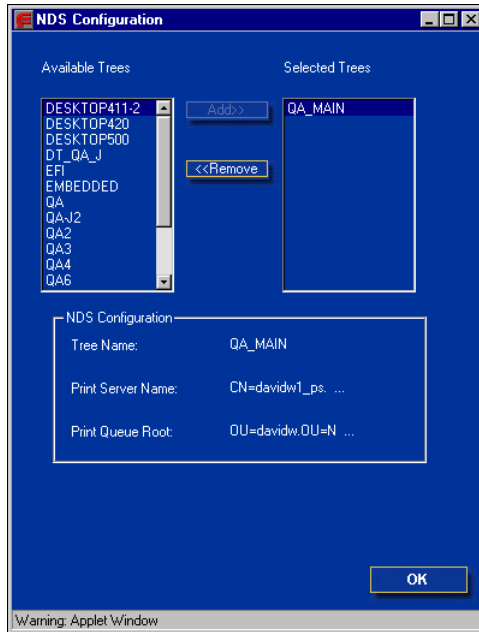 NDS Configuration
Available Trees
Selected Trees
DESKTOP411-2
DESKTOP420
DESKTOP500
DT_QA_J
EFI
EMBEDDED
QA
QA-J2
QA2
QA3
QA4
QA6
Add>>
<<Remove
QA_MAIN
NDS Configuration
Tree Name: QA_MAIN
Print Server Name: CN=davidw1_ps. ...
Print Queue Root: OU=davidw.OU=N ...
OK
Warning: Applet Window